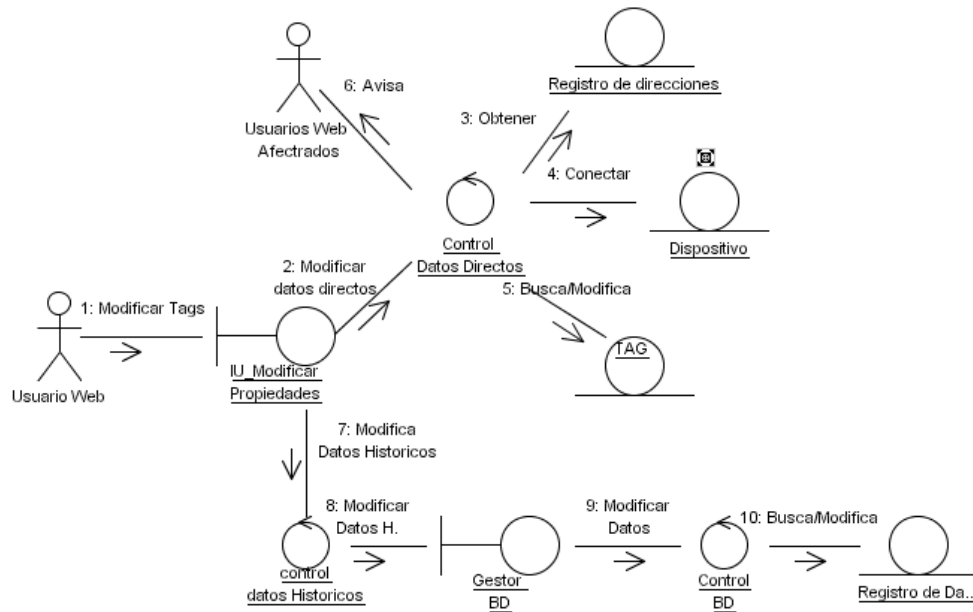 Registro de direcciones
6: Avisa
Usuarios Web
Afectrados
3: Obtener
4: Conectar
Control
Datos Directos
Dispositivo
2: Modificar
datos directos
5: Busca/Modifica
1: Modificar Tags
TAG
IU_Modificar
Propiedades
Usuario Web
7: Modifica
Datos Historicos
8: Modificar
Datos H.
9: Modificar
Datos
10: Busca/Modifica
control
datos Historicos
Gestor
BD
Control
BD
Registro de Da...